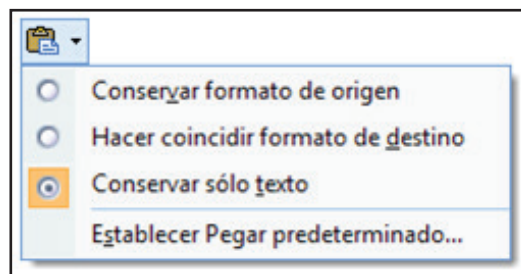 Conservar formato de origen
Hacer coincidir formato de destino
Conservar sólo texto
Establecer Pegar predeterminado...